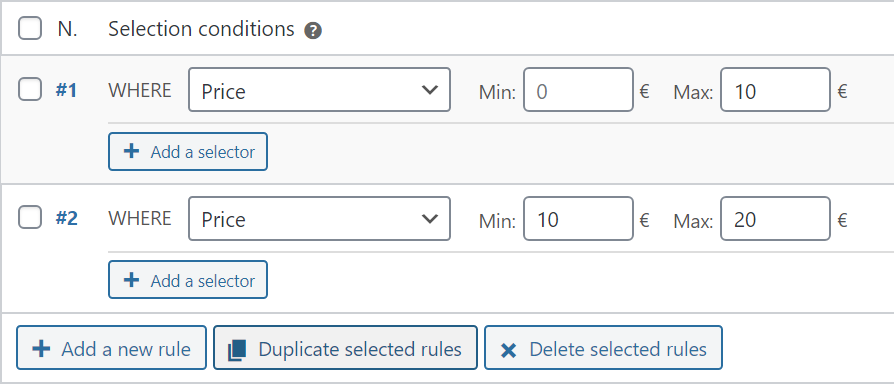 N. Selection conditions ?
#1 WHERE Price Min: 0 € Max: 10 €
+ Add a selector
#2 WHERE Price Min: 10 € Max: 20 €
+ Add a selector
+ Add a new rule Duplicate selected rules × Delete selected rules